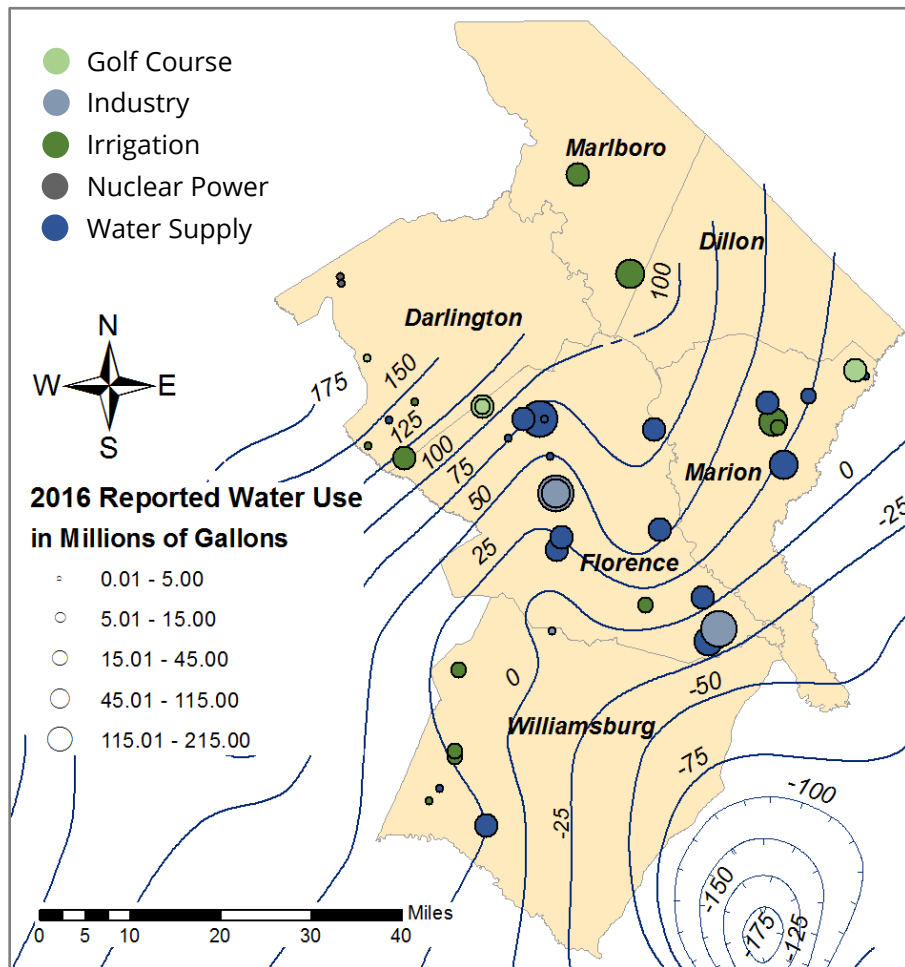 Golf Course
Industry
Irrigation
Nuclear Power
Water Supply
Marlboro
Dillon
100
Darlington
N
W E
S
175
150
125
100
75
50
25
Marion
0
-25
Florence
2016 Reported Water Use
in Millions of Gallons
0.01 - 5.00
5.01 - 15.00
15.01 - 45.00
45.01 - 115.00
115.01 - 215.00
0
-50
Williamsburg
-75
-25
-100
-150
-175
-125
Miles
0 5 10 20 30 40